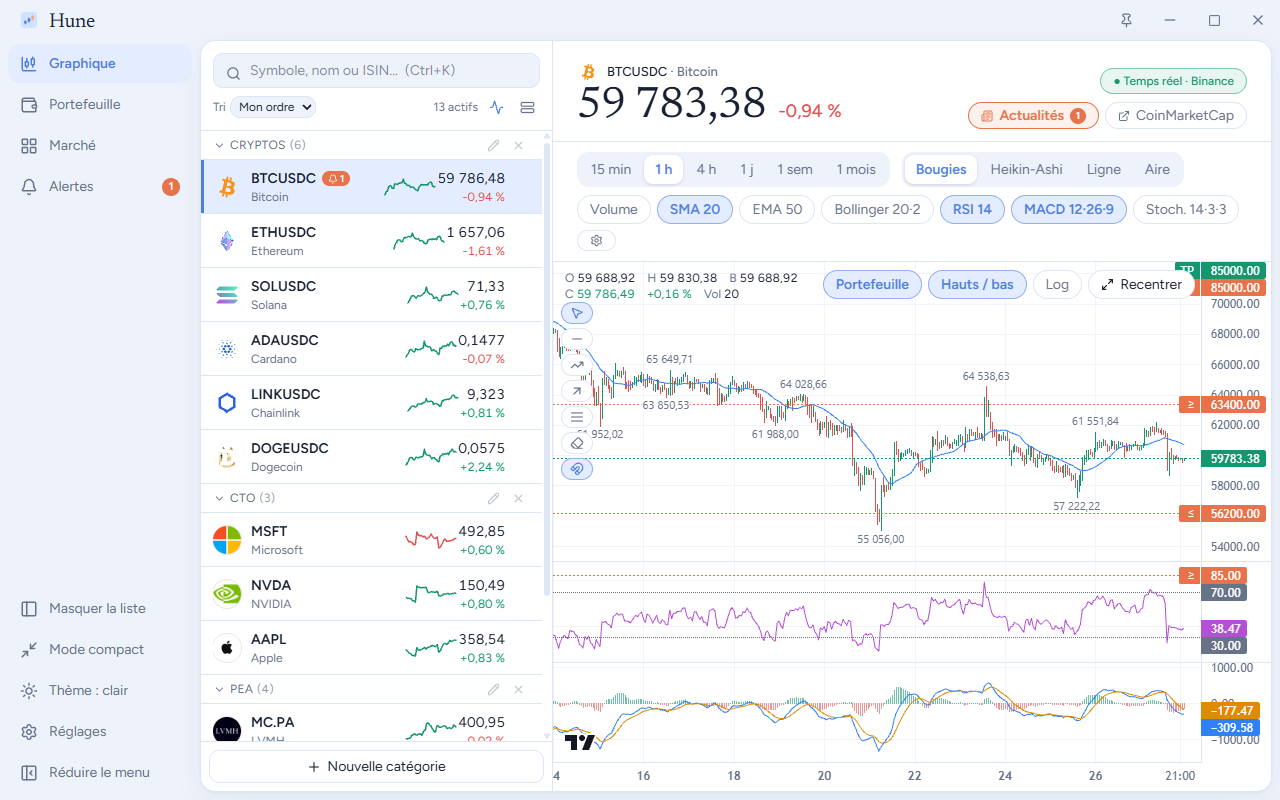 Hune
Graphique
Portefeuille
Marché
Alertes
1
Masquer la liste
Mode compact
Thème : clair
Réglages
Réduire le menu
Symbole, nom ou ISIN… (Ctrl+K)
Tri Mon ordre 13 actifs
CRYPTOS (6)
BTCUSDC 1 59 786,48
Bitcoin -0,94 %
ETHUSDC 1 657,06
Ethereum -1,61 %
SOLUSDC 71,33
Solana +0,76 %
ADAUSDC 0,1477
Cardano -0,07 %
LINKUSDC 9,323
Chainlink +0,81 %
DOGEUSDC 0,0575
Dogecoin +2,24 %
CTO (3)
MSFT 492,85
Microsoft +0,60 %
NVDA 150,49
NVIDIA +0,80 %
AAPL 358,54
Apple +0,83 %
PEA (4)
MC.PA 400,95
LVMH
Nouvelle catégorie
BTCUSDC · Bitcoin
59 783,38 -0,94 %
● Temps réel · Binance
Actualités 1
CoinMarketCap
15 min 1 h 4 h 1 j 1 sem 1 mois
Bougies Heikin-Ashi Ligne Aire
Volume SMA 20 EMA 50 Bollinger 20·2 RSI 14 MACD 12·26·9 Stoch. 14·3·3
O 59 688,92 H 59 830,38 B 59 688,92
C 59 786,49 +0,16 % Vol 20
Portefeuille Hauts / bas Log Recentrer
85000.00
85000.00
70000.00
68000.00
66000.00
64000.00
≥ 63400.00
62000.00
59783.38
58000.00
≤ 56200.00
54000.00
65 649,71
63 850,53
61 988,00
64 028,66
55 056,00
64 538,63
57 222,22
61 551,84
≥ 85.00
70.00
38.47
30.00
1000.00
−177.47
−309.58
−1000.00
4 16 18 20 22 24 26 21:00